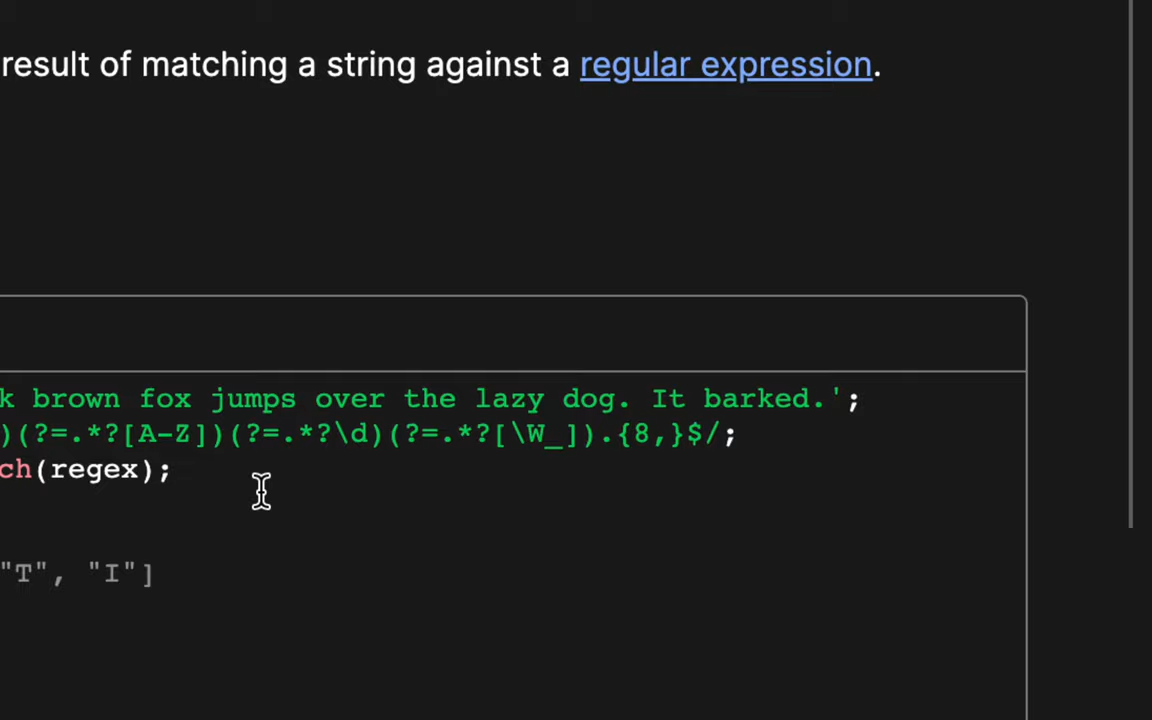 result of matching a string against a regular expression.
k brown fox jumps over the lazy dog. It barked.';
)(?=.*?[A-Z])(?=.*?\d)(?=.*?[\W_]).{8,}$/;
ch(regex);
"T", "I"]